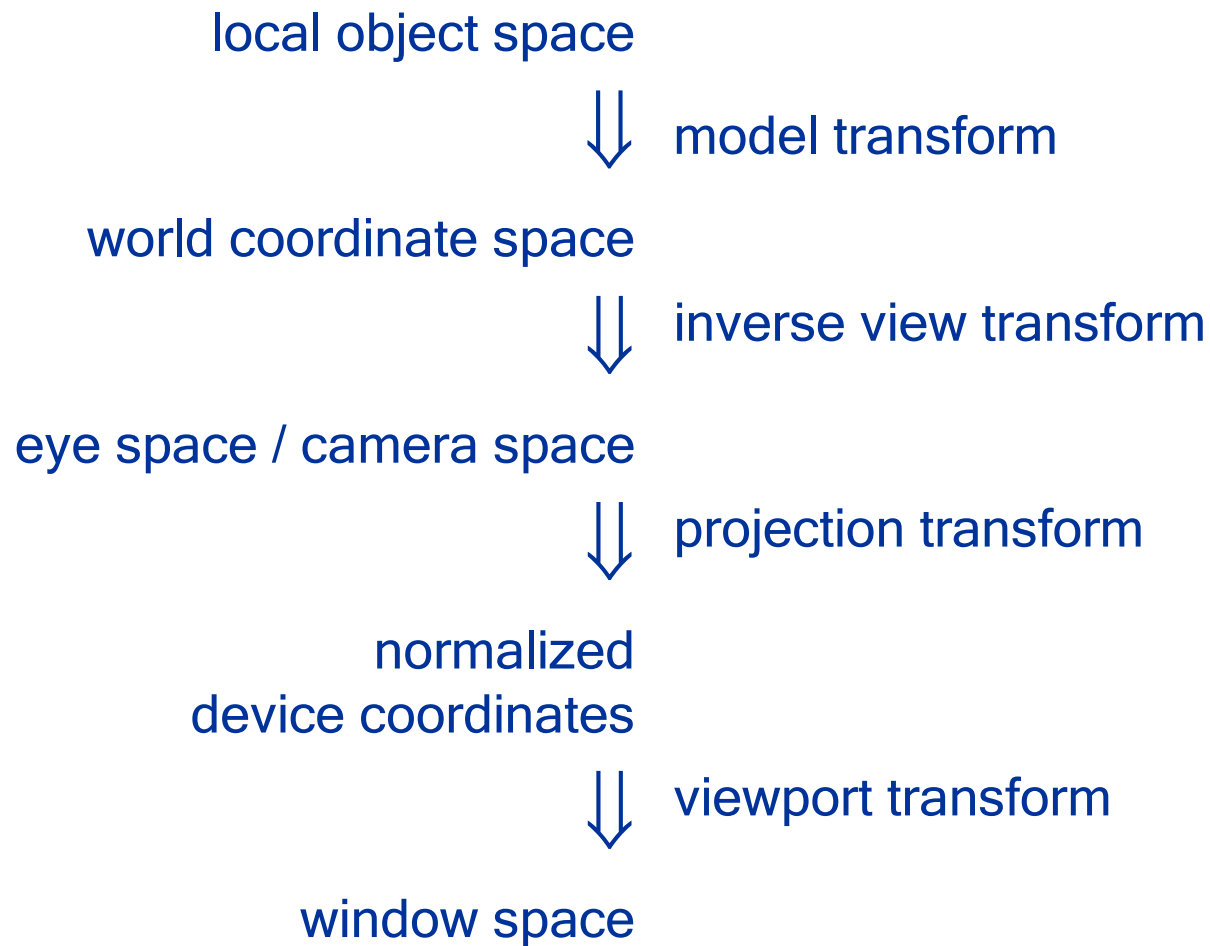 local object space
model transform
world coordinate space
inverse view transform
eye space / camera space
projection transform
normalized
device coordinates
viewport transform
window space